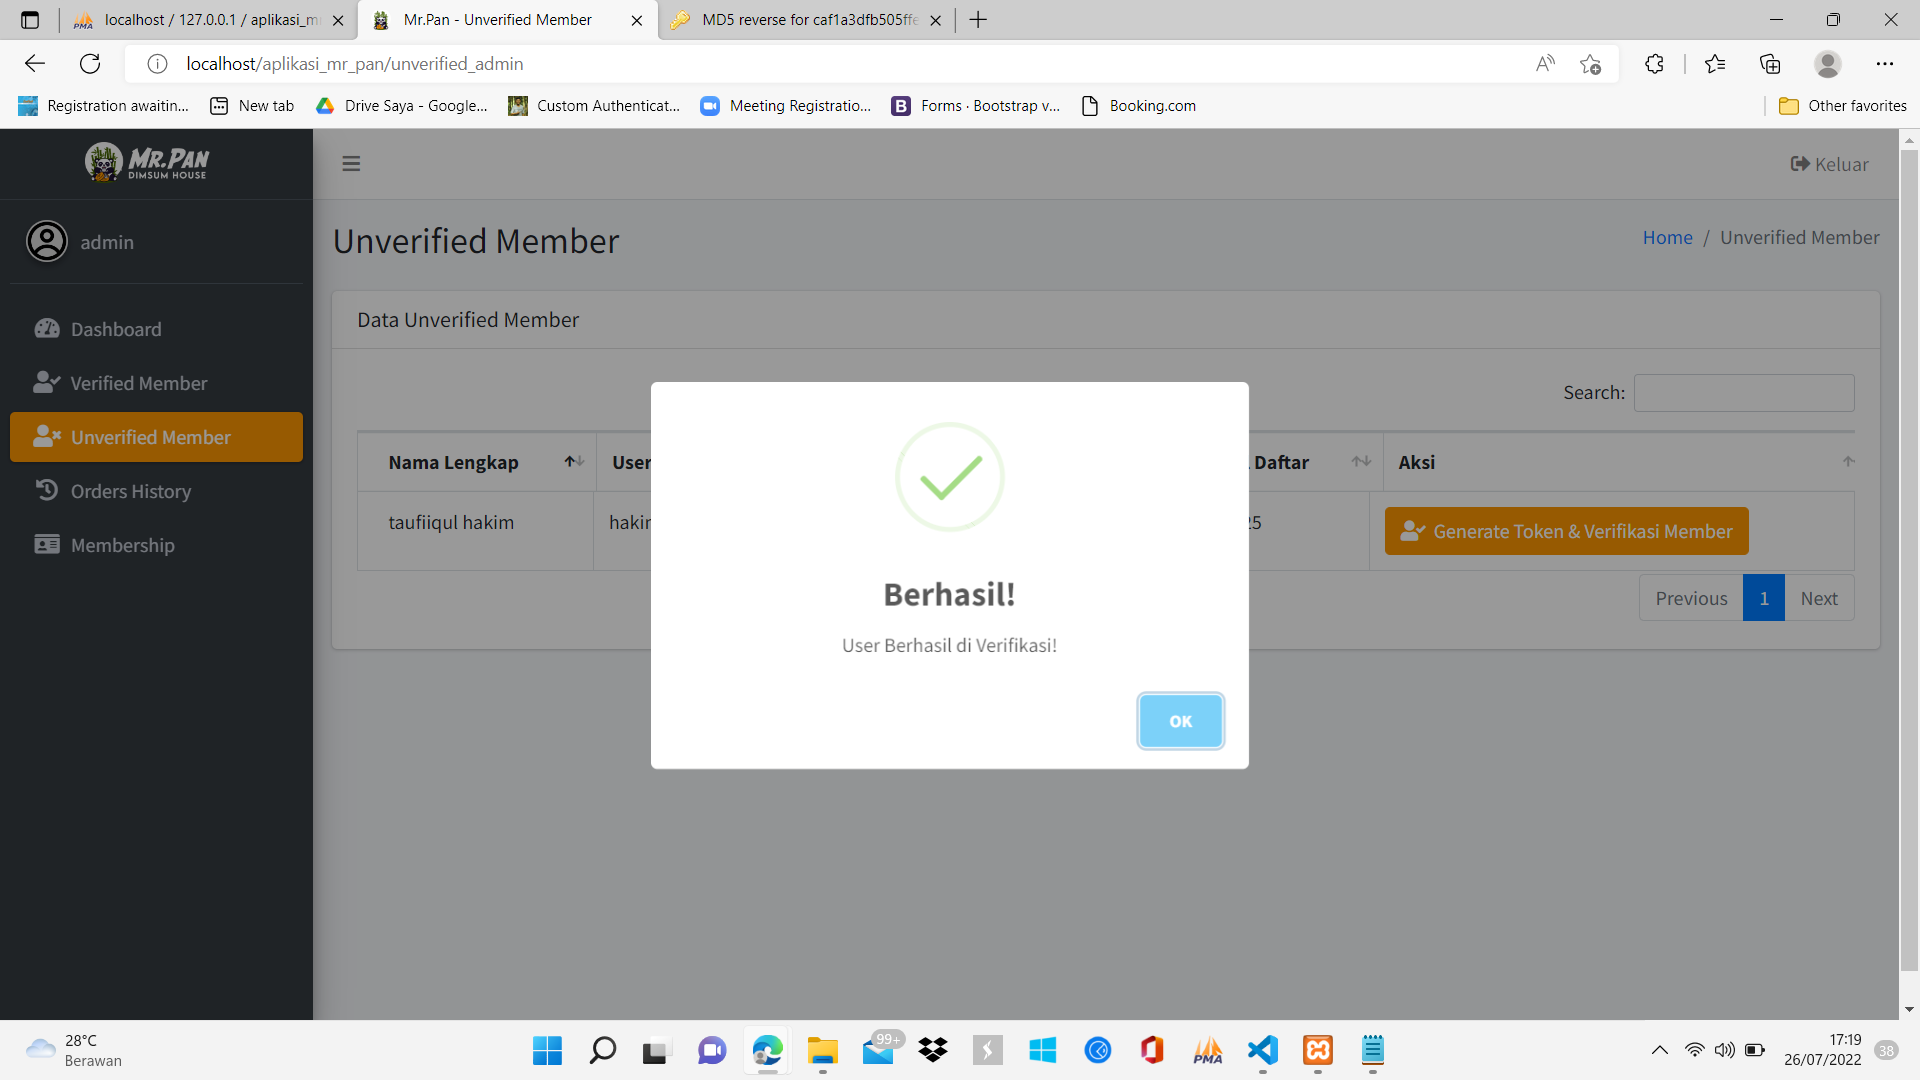 localhost / 127.0.0.1 / aplikasi_m
Mr.Pan - Unverified Member
MD5 reverse for caf1a3dfb505ffe
localhost/aplikasi_mr_pan/unverified_admin
Registration awaitin...
New tab
Drive Saya - Google...
Custom Authenticat...
Meeting Registratio...
Forms · Bootstrap v...
Booking.com
Other favorites
MR.PAN
DIMSUM HOUSE
Keluar
admin
Unverified Member
Home / Unverified Member
Dashboard
Verified Member
Unverified Member
Orders History
Membership
Data Unverified Member
Search:
Nama Lengkap
User
Daftar
Aksi
taufiiqul hakim
hakin
25
Generate Token & Verifikasi Member
Previous
1
Next
Berhasil!
User Berhasil di Verifikasi!
OK
28°C
Berawan
99+
PMA
17:19
26/07/2022
38